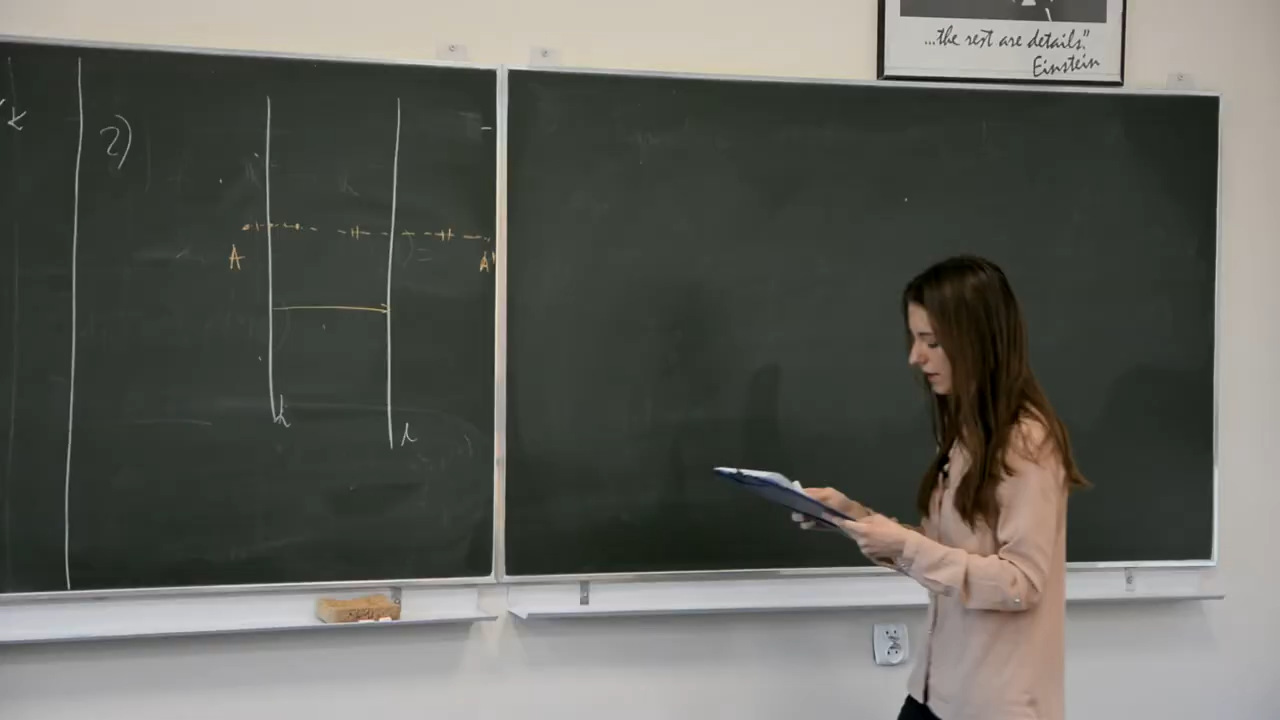 ...the rest are details."
Einstein
k
2)
A
A'
k
l